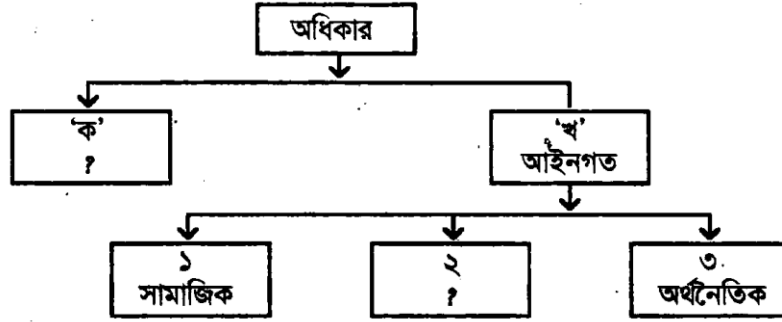 অধিকার
‘ক’
?
‘খ’
আইনগত
১
সামাজিক
২
?
৩
অর্থনৈতিক